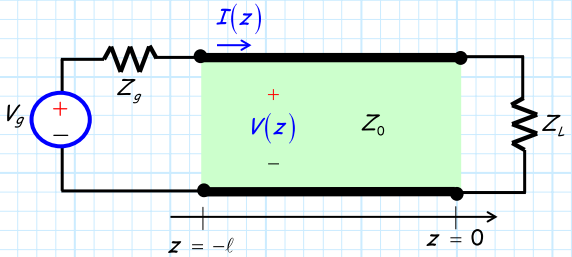 I(z)
Z_g
V_g
+
−
+
V(z)
−
Z_0
Z_L
z = −ℓ
z = 0